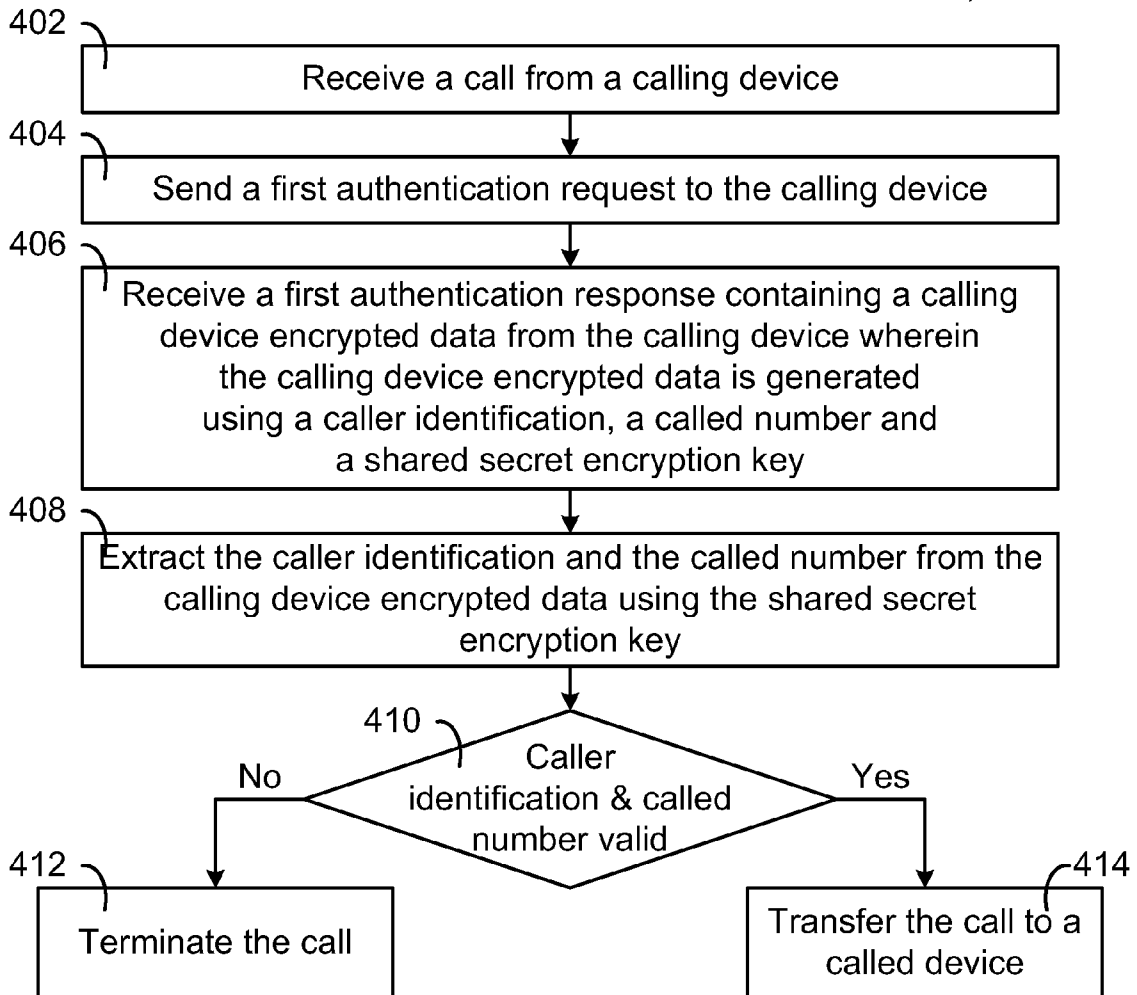 402
Receive a call from a calling device
404
Send a first authentication request to the calling device
406
Receive a first authentication response containing a calling
device encrypted data from the calling device wherein
the calling device encrypted data is generated
using a caller identification, a called number and
a shared secret encryption key
408
Extract the caller identification and the called number from the
calling device encrypted data using the shared secret
encryption key
410
Caller
identification & called
number valid
No
Yes
412
Terminate the call
414
Transfer the call to a
called device